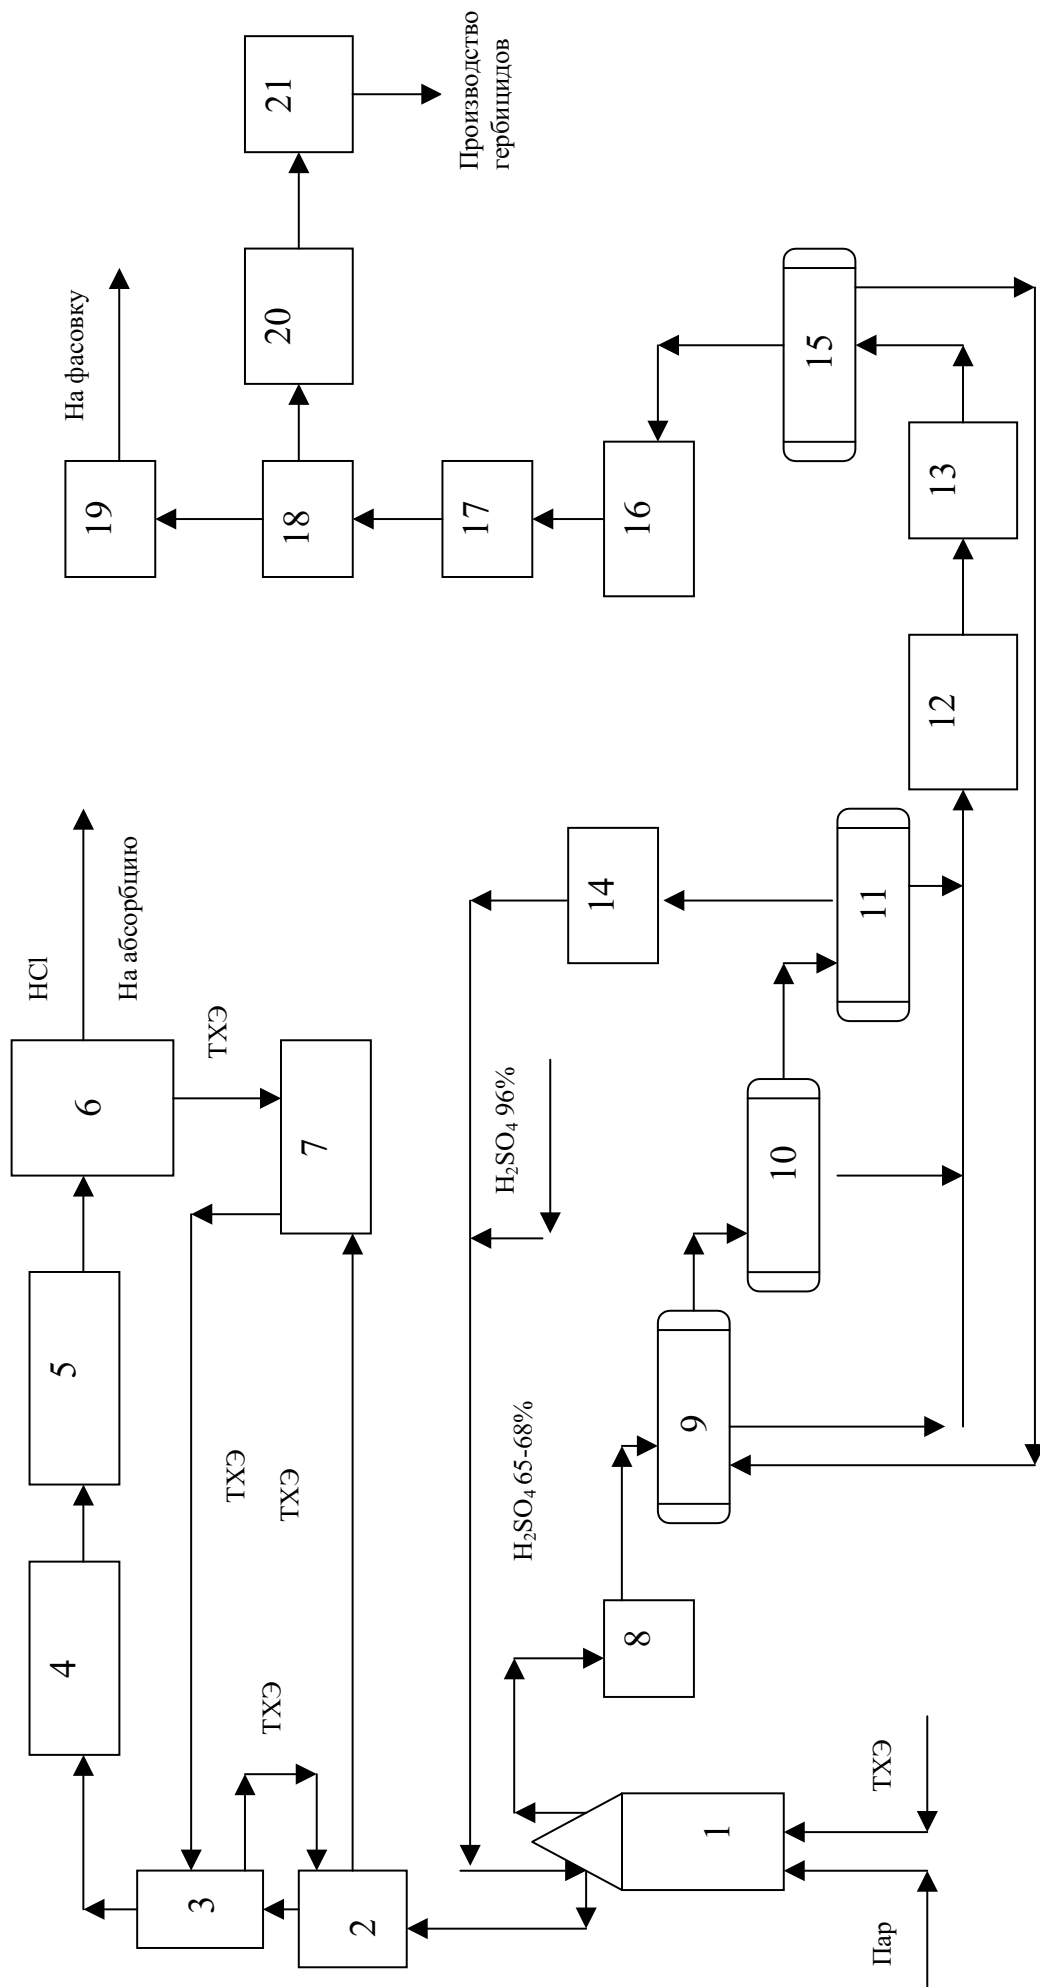 HCl
4
5
6
На фасовку
19
На абсорбцию
3
ТХЭ
ТХЭ
ТХЭ
ТХЭ
18
20
21
7
2
Производство
гербицидов
17
H₂SO₄ 96%
H₂SO₄ 65-68%
14
8
16
9
1
10
15
11
Пар
ТХЭ
12
13